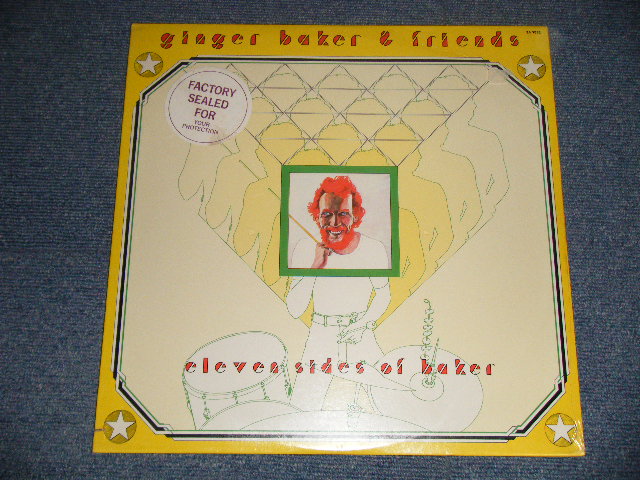 ginger baker & friends
FACTORY
SEALED
FOR
YOUR
PROTECTION
eleven sides of baker